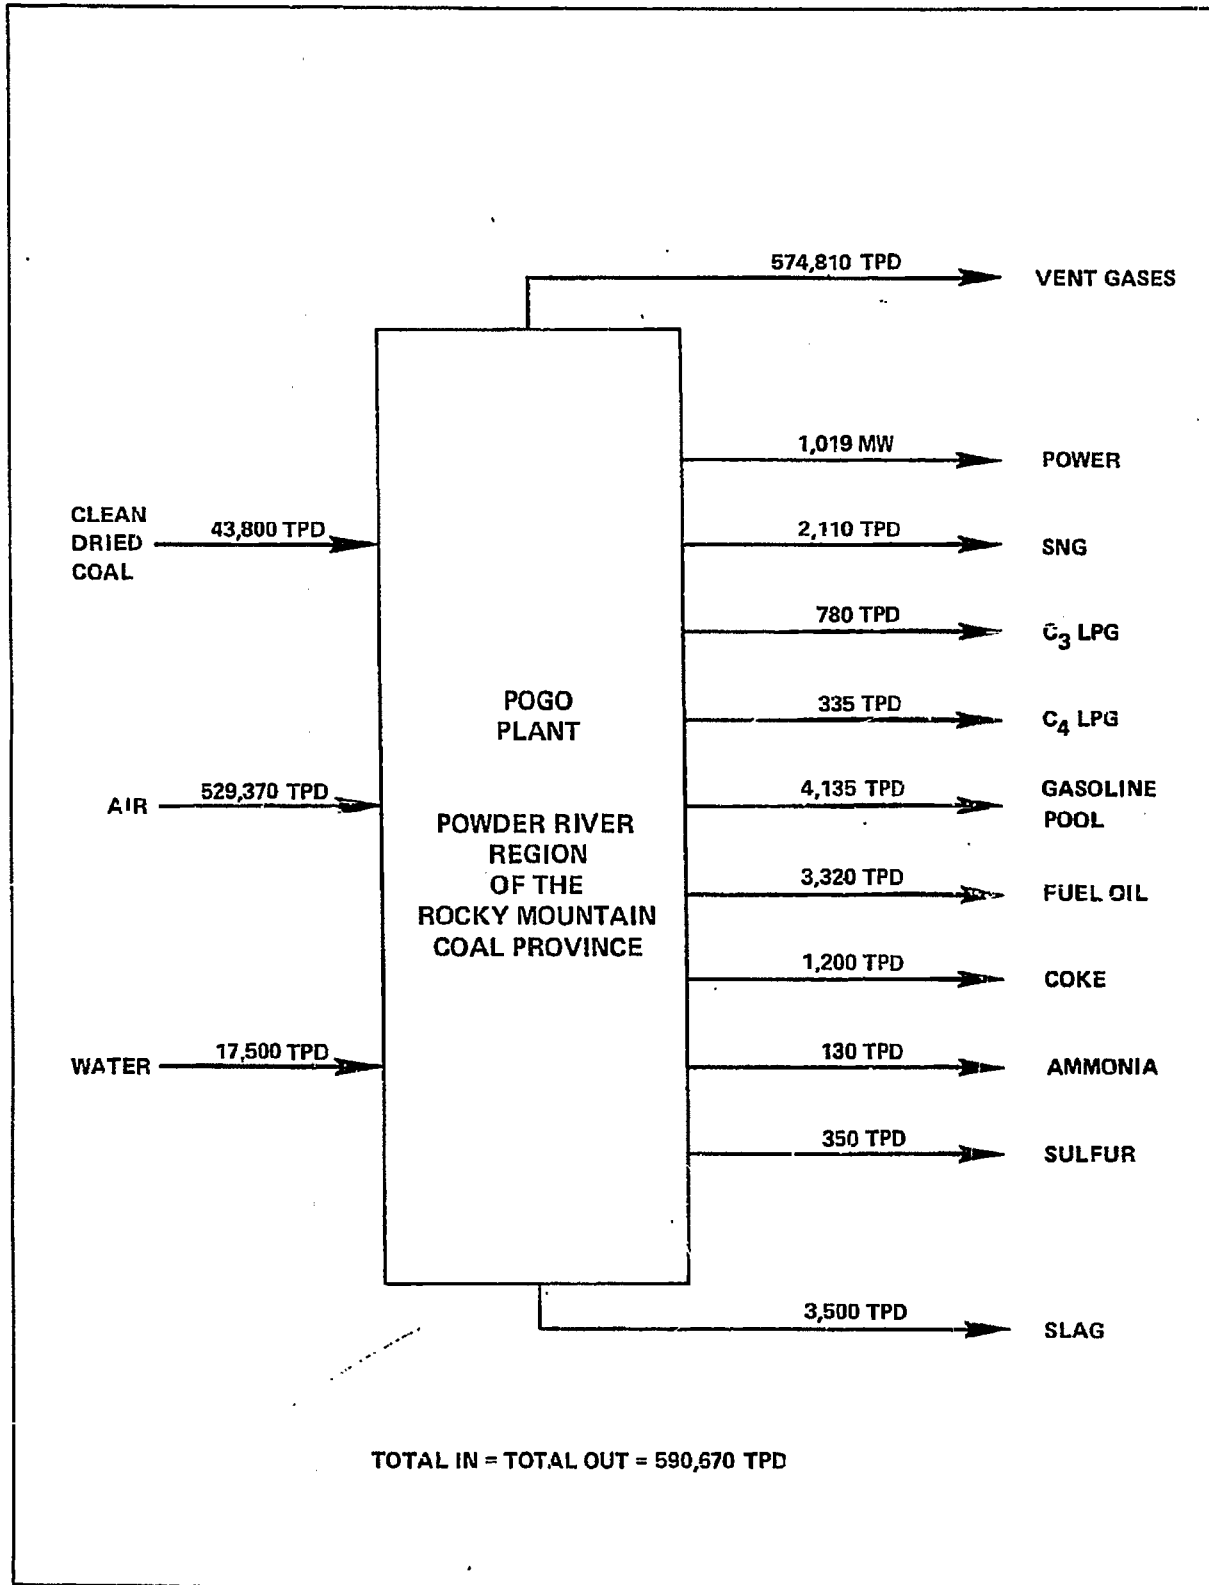 574,810 TPD
VENT GASES
1,019 MW
POWER
CLEAN
DRIED
COAL
43,800 TPD
2,110 TPD
SNG
780 TPD
C3 LPG
335 TPD
C4 LPG
POGO
PLANT
AIR
529,370 TPD
4,135 TPD
GASOLINE
POOL
POWDER RIVER
REGION
OF THE
ROCKY MOUNTAIN
COAL PROVINCE
3,320 TPD
FUEL OIL
1,200 TPD
COKE
WATER
17,500 TPD
130 TPD
AMMONIA
350 TPD
SULFUR
3,500 TPD
SLAG
TOTAL IN = TOTAL OUT = 590,670 TPD